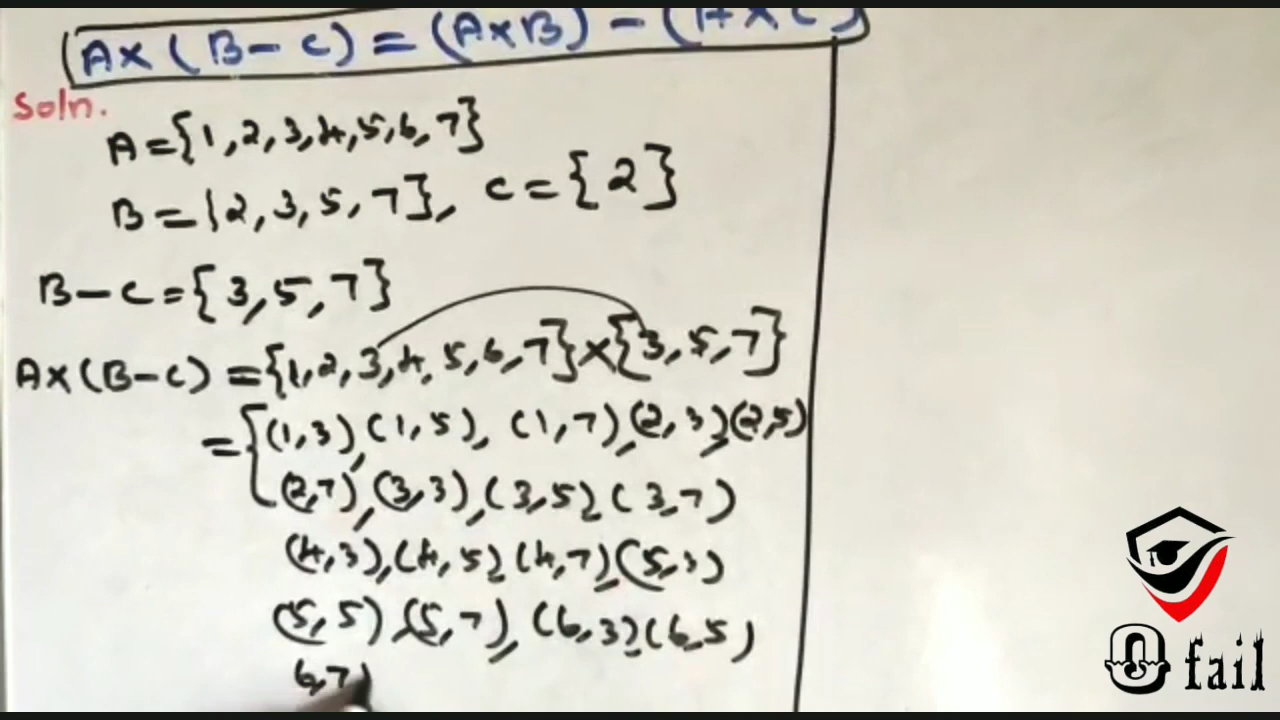 A×(B-C)=(A×B)-(A×C)
Soln.
A={1,2,3,4,5,6,7}
B={2,3,5,7}, C={2}
B-C={3,5,7}
A×(B-C)={1,2,3,4,5,6,7}×{3,5,7}
={(1,3),(1,5),(1,7),(2,3),(2,5)
(2,7),(3,3),(3,5),(3,7)
(4,3),(4,5),(4,7),(5,3)
(5,5),(5,7),(6,3),(6,5)
6,7)
0 fail